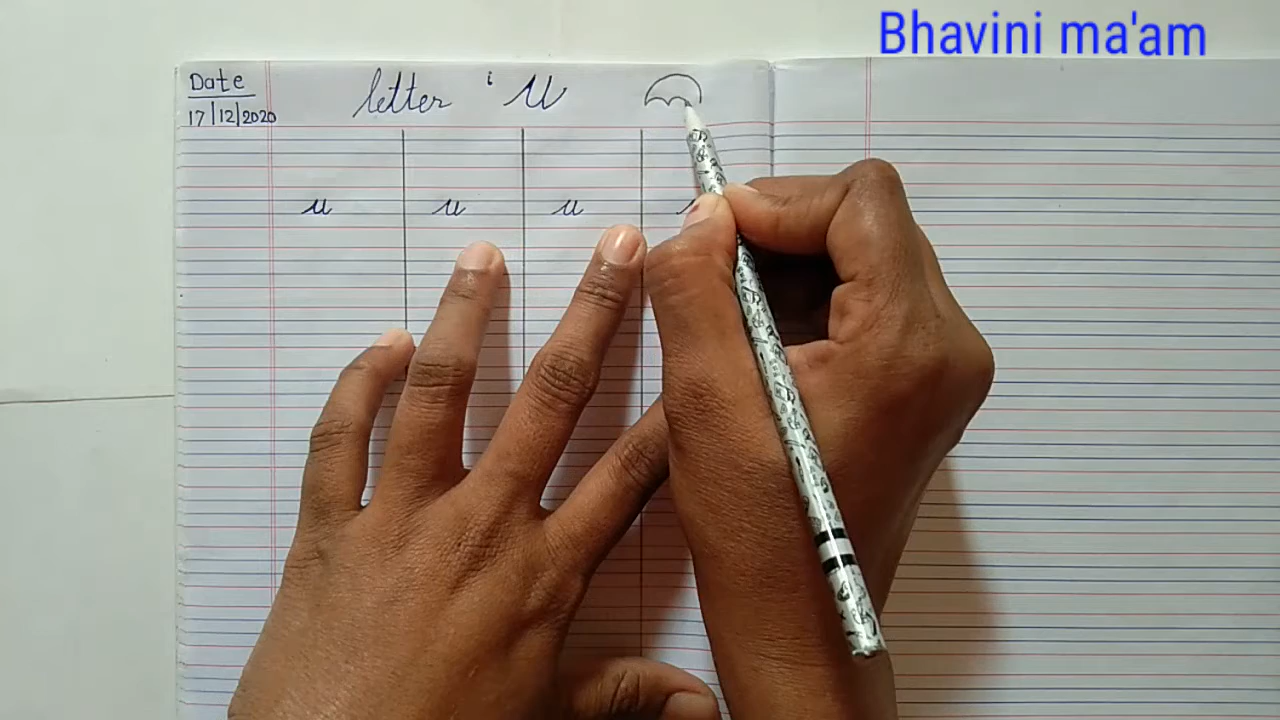 Bhavini ma'am
Date
17/12/2020
letter ' u
u u u